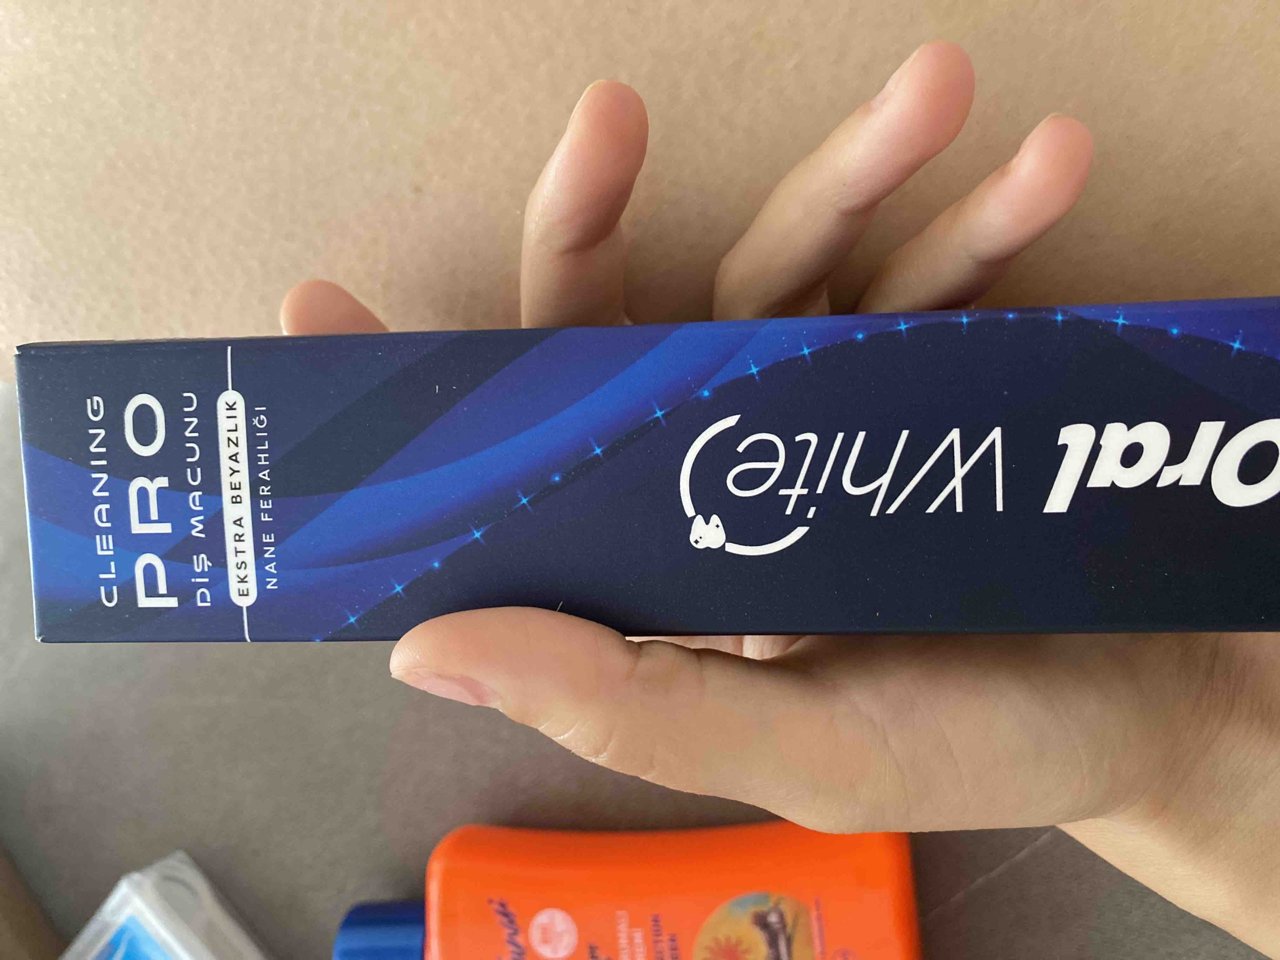 CLEANING
PRO
DİŞ MACUNU
EKSTRA BEYAZLIK
NANE FERAHLIĞI
Oral
White